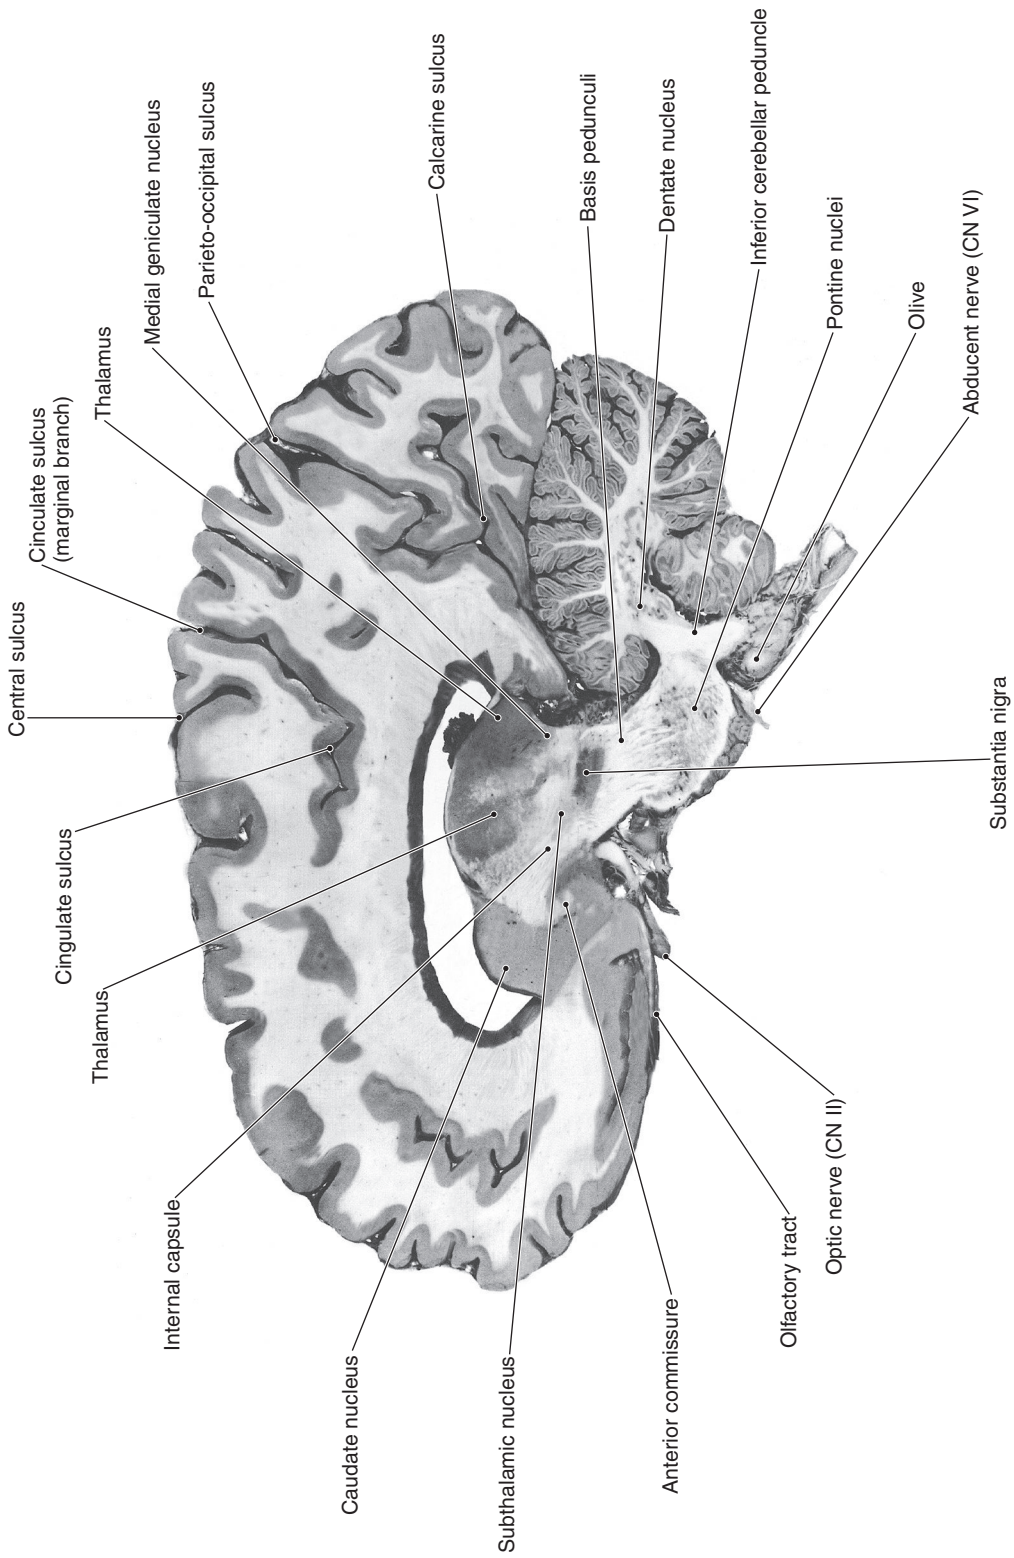 Central sulcus
Cinculate sulcus
(marginal branch)
Thalamus
Medial geniculate nucleus
Parieto-occipital sulcus
Calcarine sulcus
Basis pedunculi
Dentate nucleus
Inferior cerebellar peduncle
Pontine nuclei
Olive
Abducent nerve (CN VI)
Substantia nigra
Cingulate sulcus
Thalamus
Internal capsule
Caudate nucleus
Subthalamic nucleus
Anterior commissure
Olfactory tract
Optic nerve (CN II)